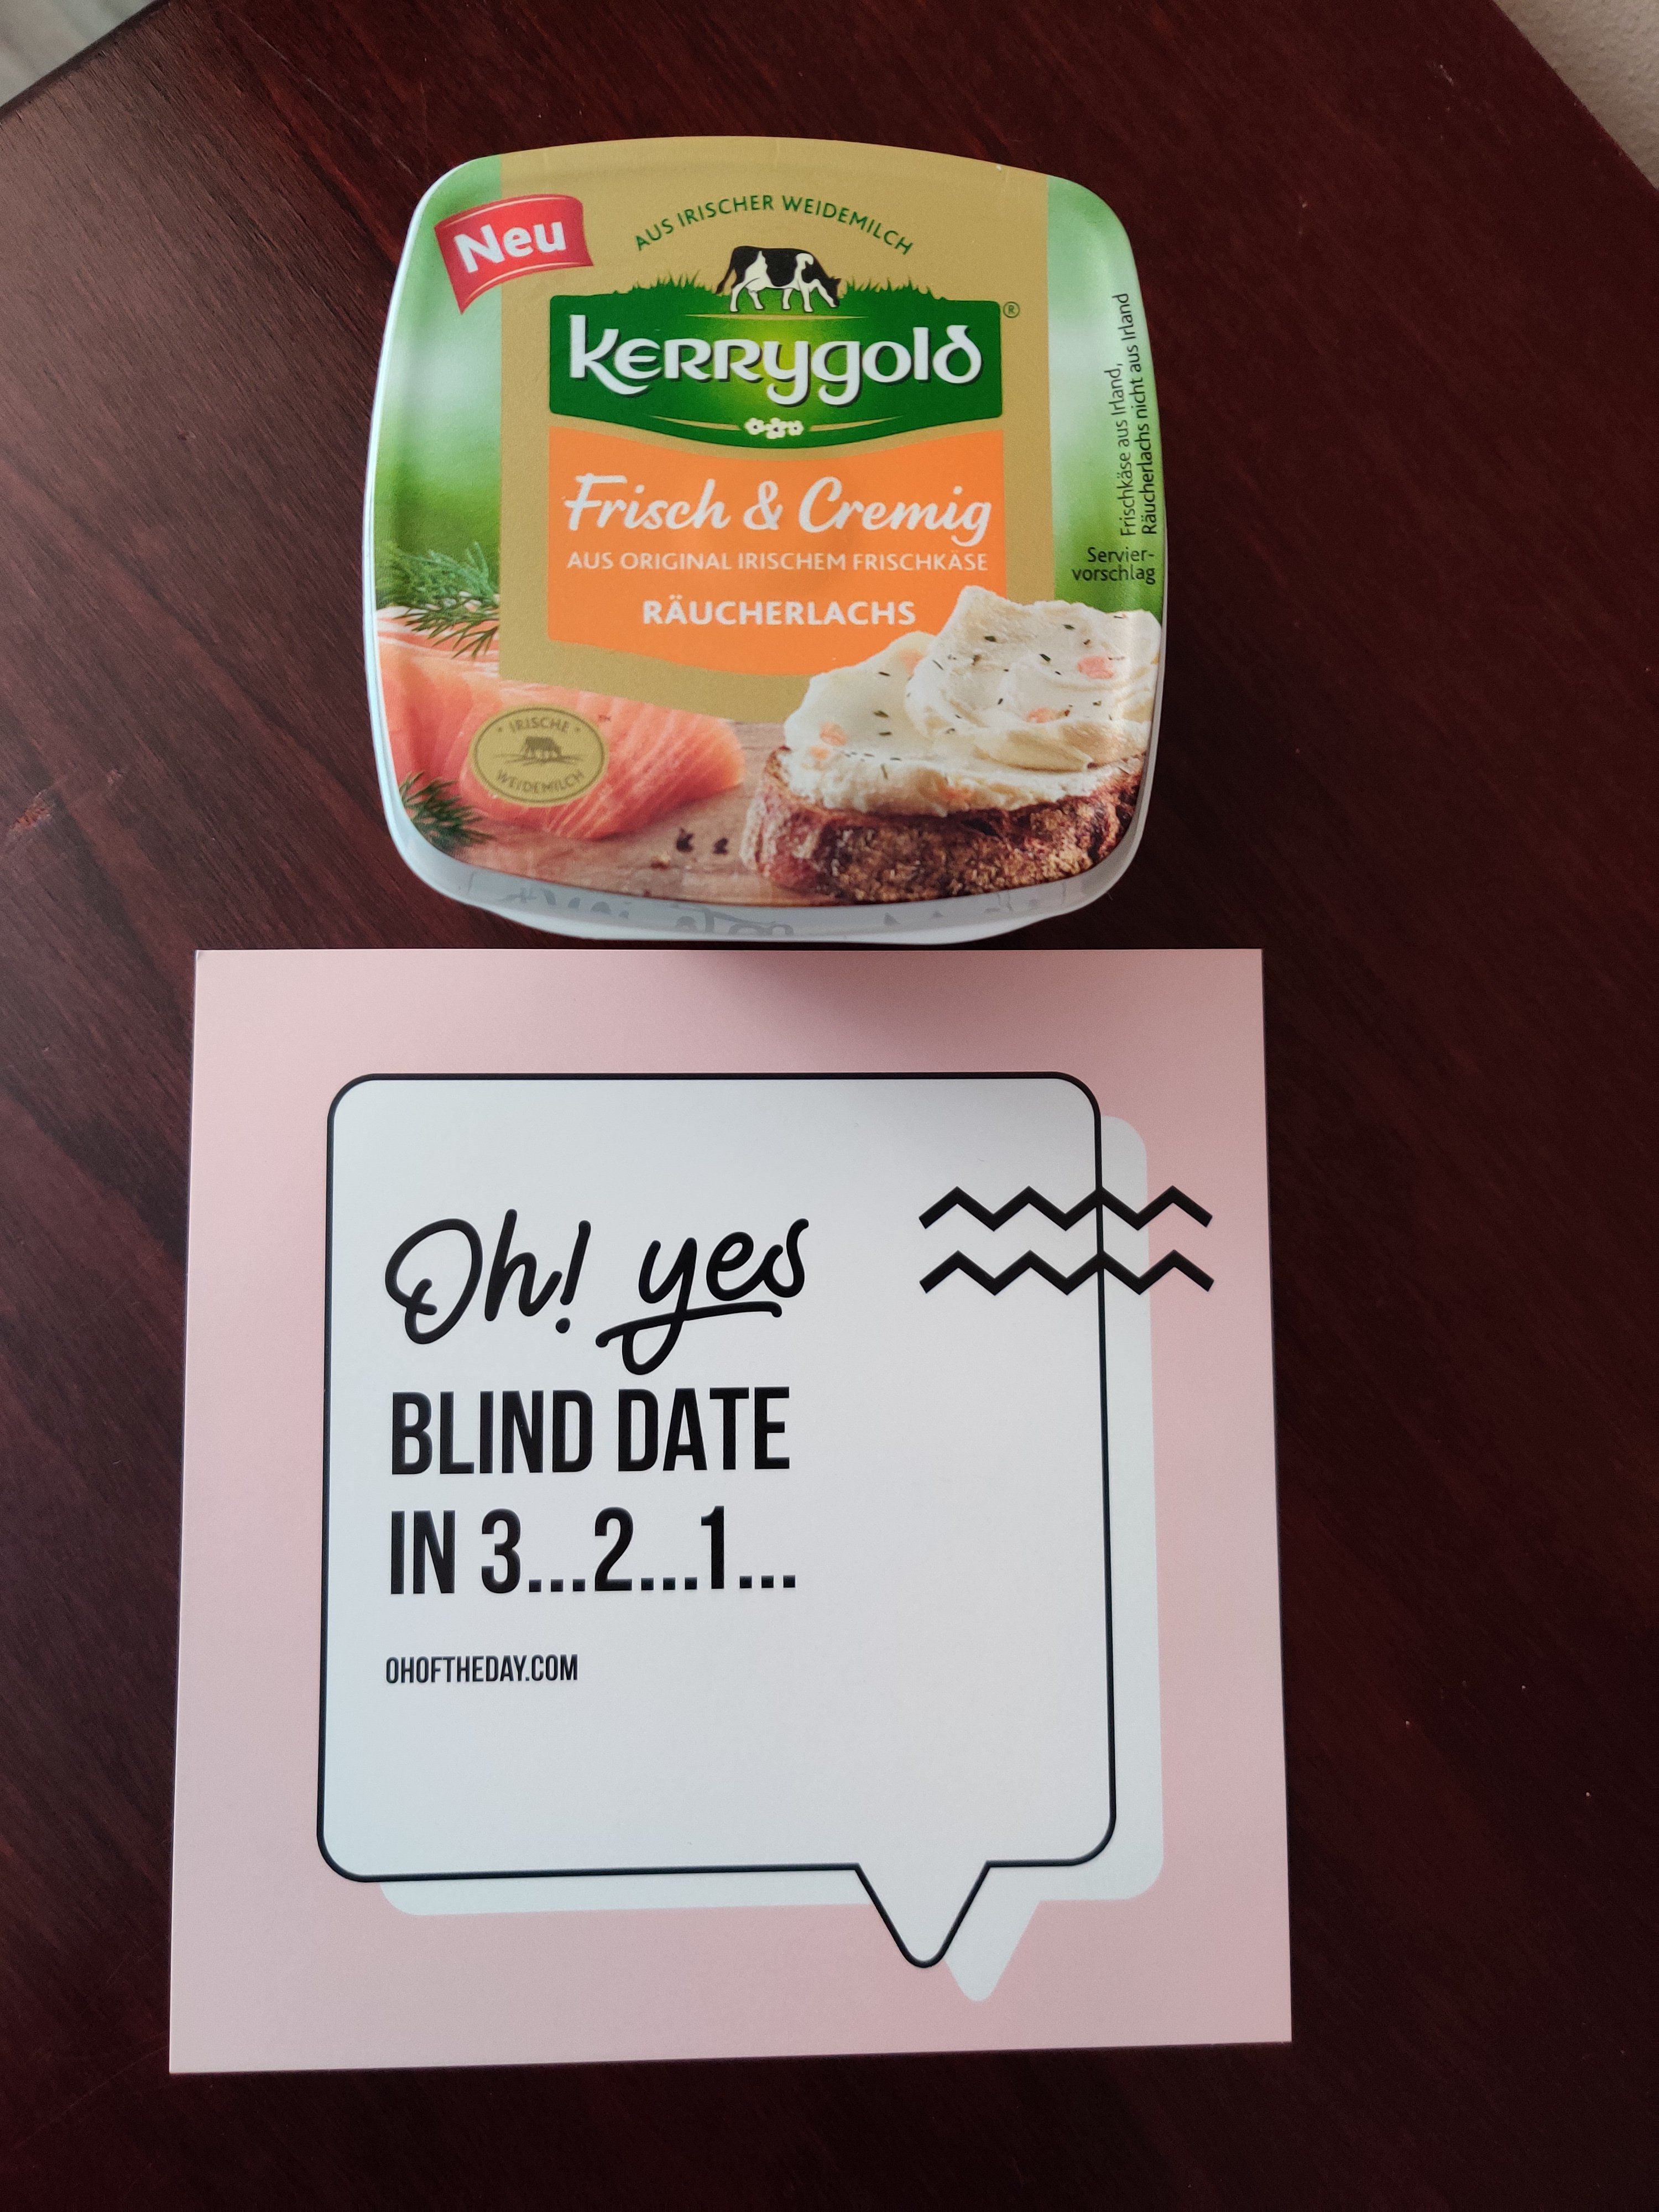 Neu
AUS IRISCHER WEIDEMILCH
Kerrygold
®
Frisch & Cremig
AUS ORIGINAL IRISCHEM FRISCHKÄSE
RÄUCHERLACHS
Frischkäse aus Irland,
Räucherlachs nicht aus Irland
Servier-
vorschlag
IRISCHE
WEIDEMILCH
™
Oh! yes
BLIND DATE
IN 3...2...1...
OHOFTHEDAY.COM